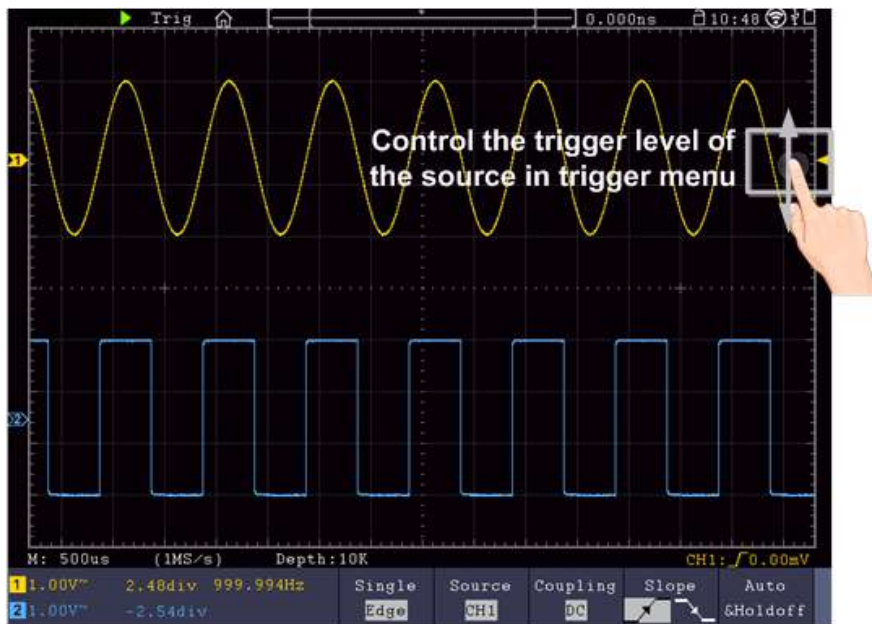 Trig 0.000ns 10:48
Control the trigger level of
the source in trigger menu
1
2
M: 500us (1MS/s) Depth:10K CH1: 0.00mV
1 1.00V~ 2.48div 999.994Hz Single Source Coupling Slope Auto
2 1.00V~ -2.54div Edge CH1 DC &Holdoff